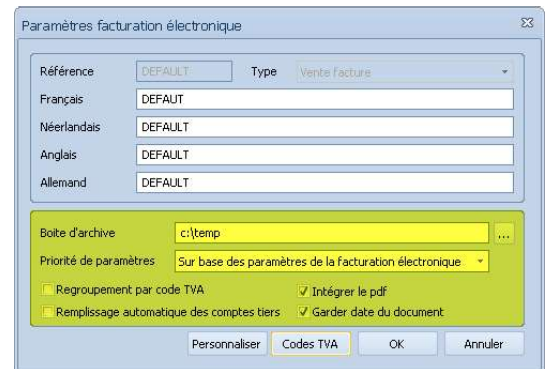 Paramètres facturation électronique
Référence DEFAULT Type Vente facture
Français DEFAUT
Néerlandais DEFAULT
Anglais DEFAULT
Allemand DEFAULT
Boite d'archive c:\temp ...
Priorité de paramètres Sur base des paramètres de la facturation électronique
Regroupement par code TVA Intégrer le pdf
Remplissage automatique des comptes tiers Garder date du document
Personnaliser Codes TVA OK Annuler